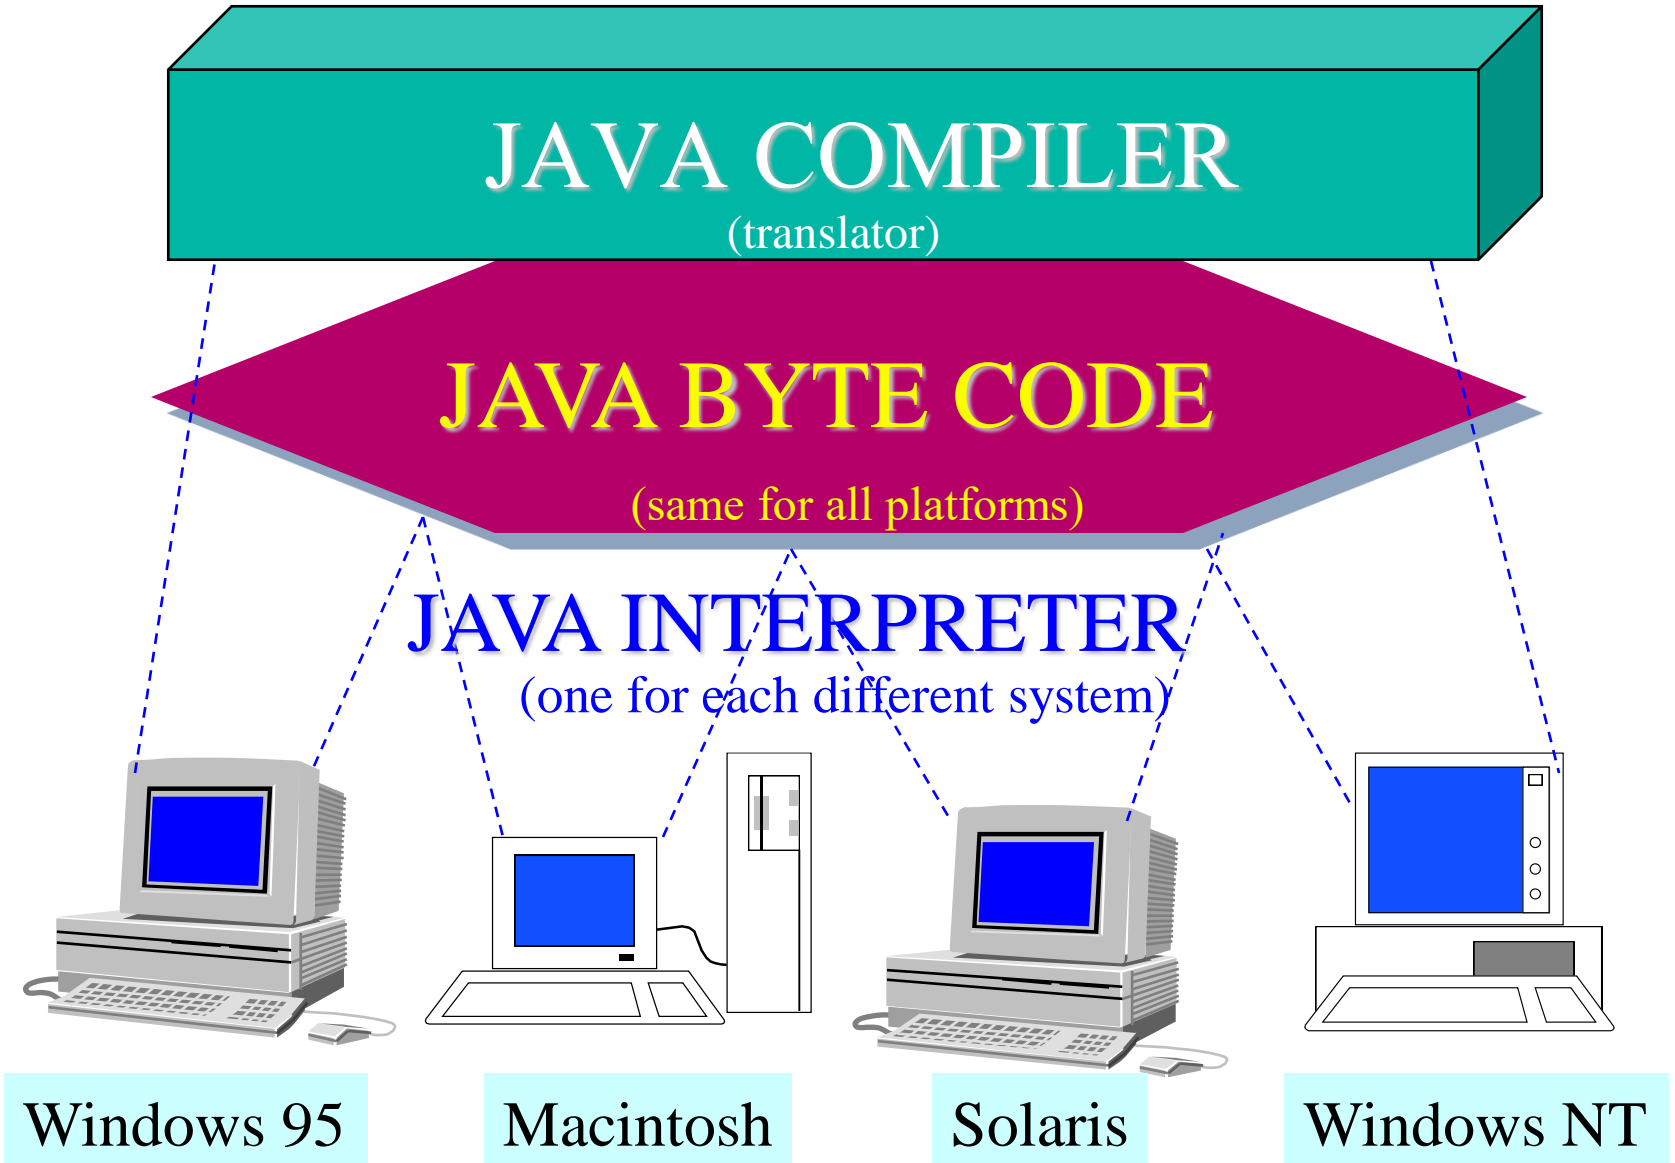 JAVA COMPILER
(translator)
JAVA BYTE CODE
(same for all platforms)
JAVA INTERPRETER
(one for each different system)
Windows 95
Macintosh
Solaris
Windows NT